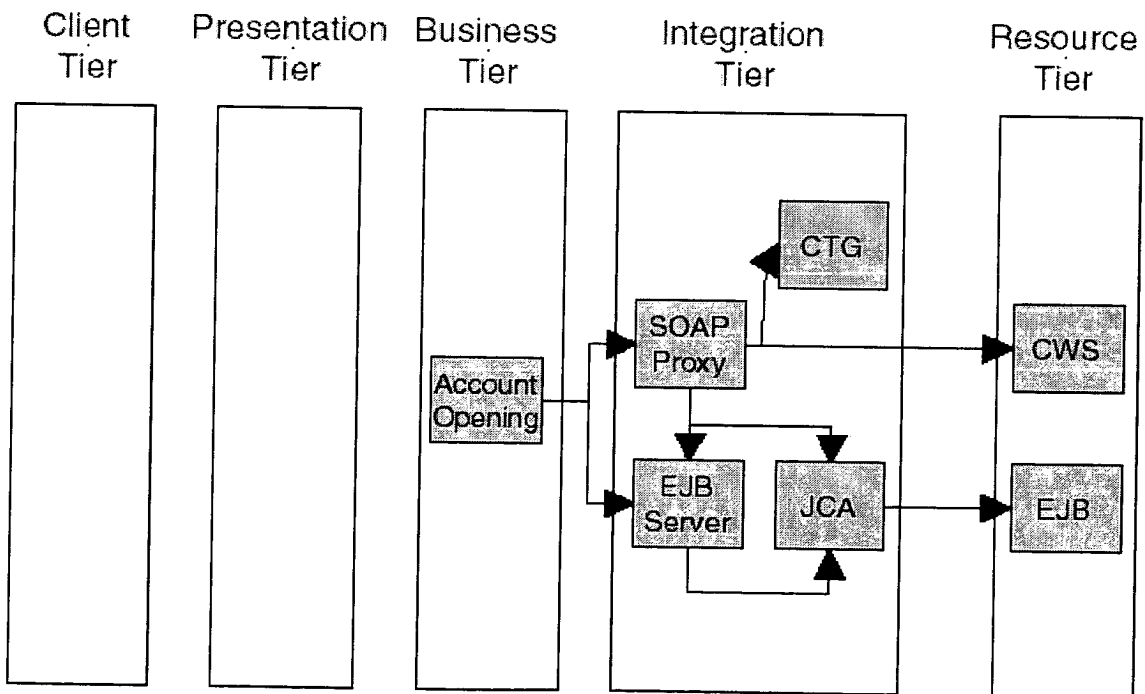 Client
Tier
Presentation
Tier
Business
Tier
Integration
Tier
Resource
Tier
CTG
SOAP
Proxy
CWS
Account
Opening
EJB
Server
JCA
EJB